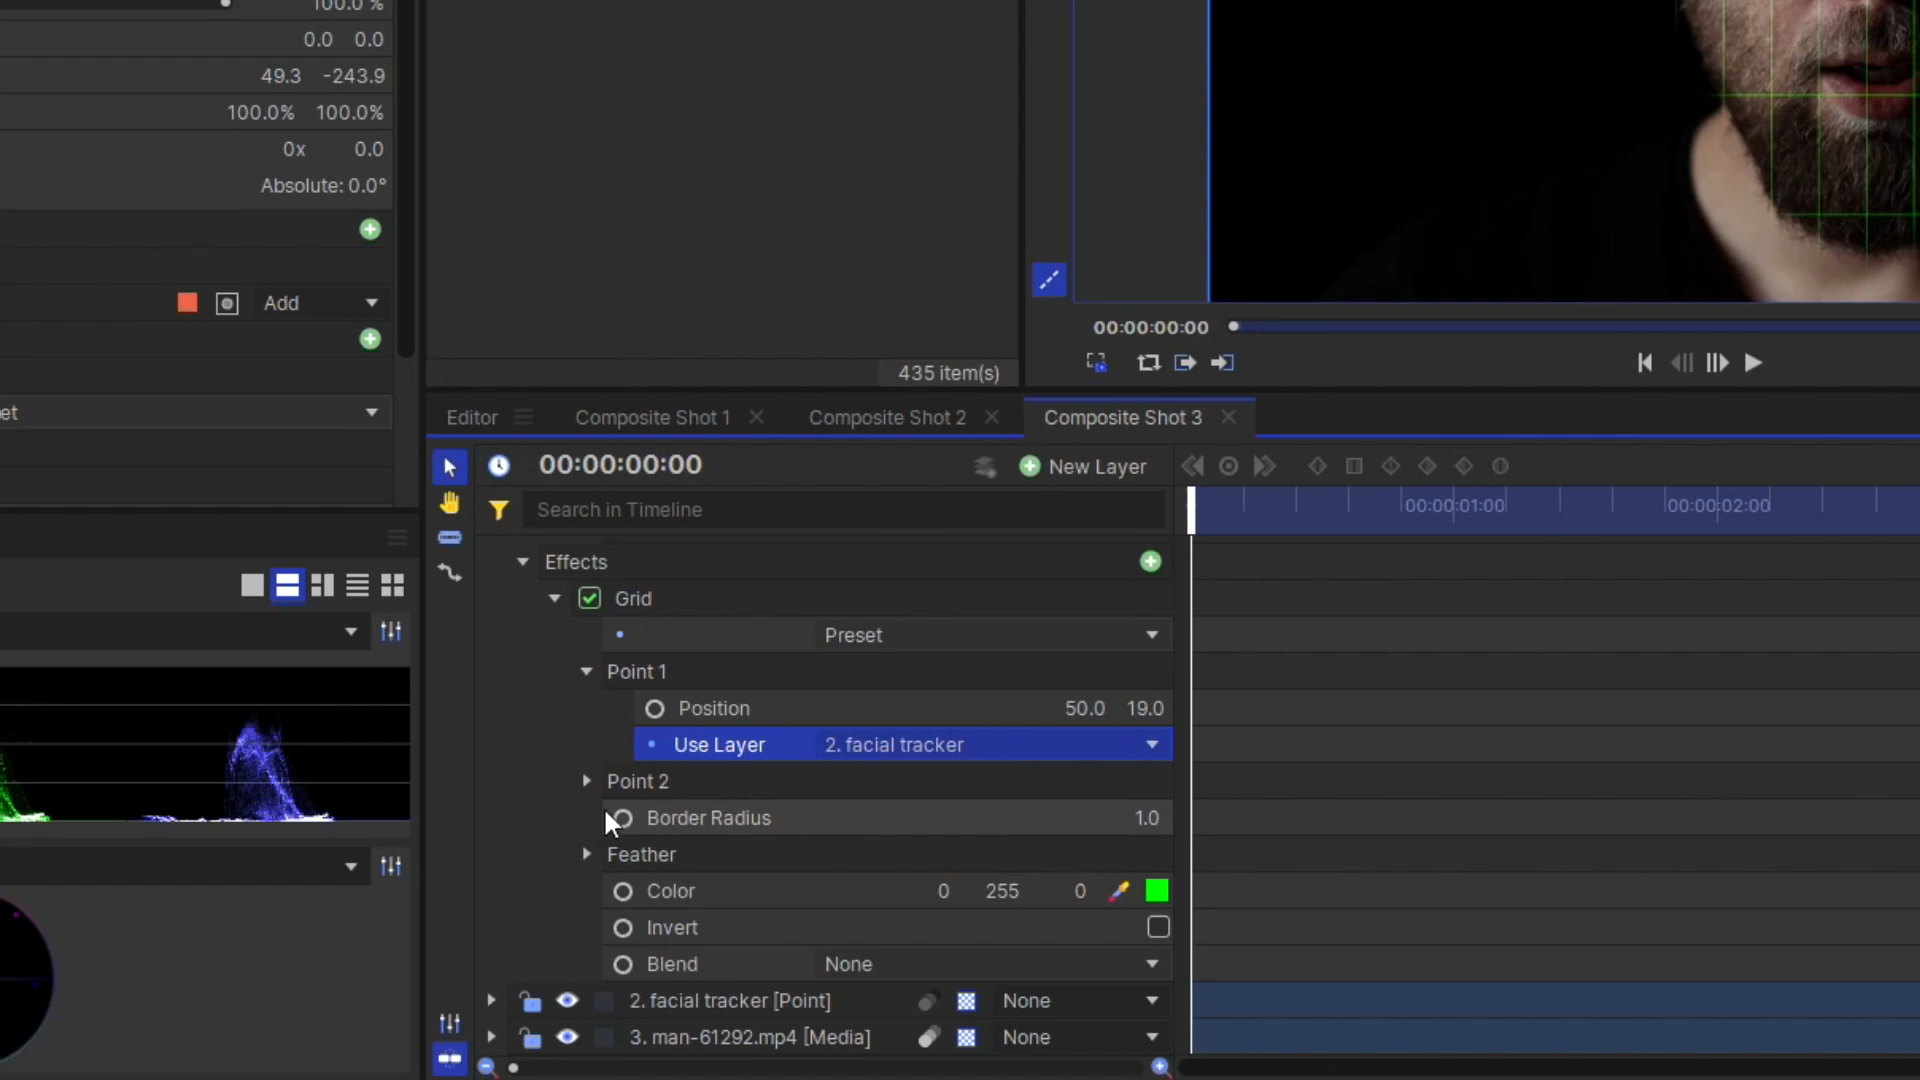 100.0 %
0.0 0.0
49.3 -243.9
100.0% 100.0%
0x 0.0
Absolute: 0.0°
Add
et
435 item(s)
00:00:00:00
Editor Composite Shot 1 Composite Shot 2 Composite Shot 3
00:00:00:00 New Layer
Search in Timeline 00:00:01:00 00:00:02:00
Effects
Grid
Preset
Point 1
Position 50.0 19.0
Use Layer 2. facial tracker
Point 2
Border Radius 1.0
Feather
Color 0 255 0
Invert
Blend None
2. facial tracker [Point] None
3. man-61292.mp4 [Media] None